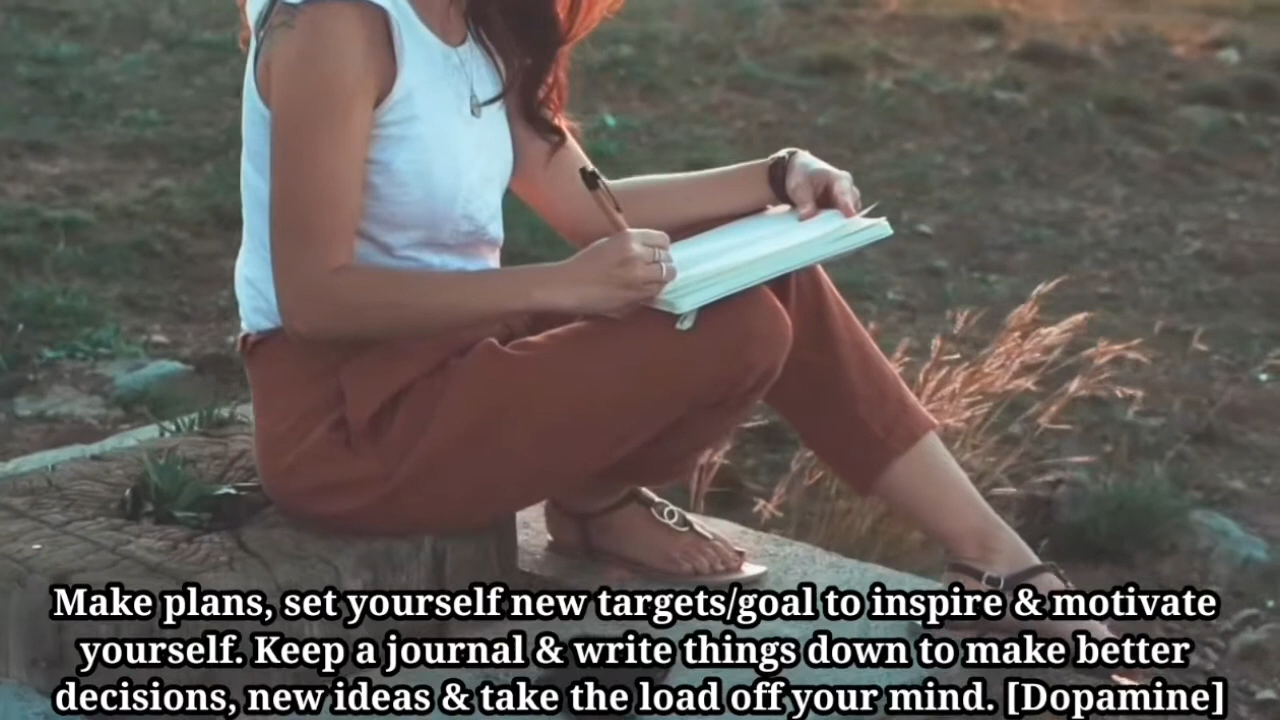 Make plans, set yourself new targets/goal to inspire & motivate
yourself. Keep a journal & write things down to make better
decisions, new ideas & take the load off your mind. [Dopamine]